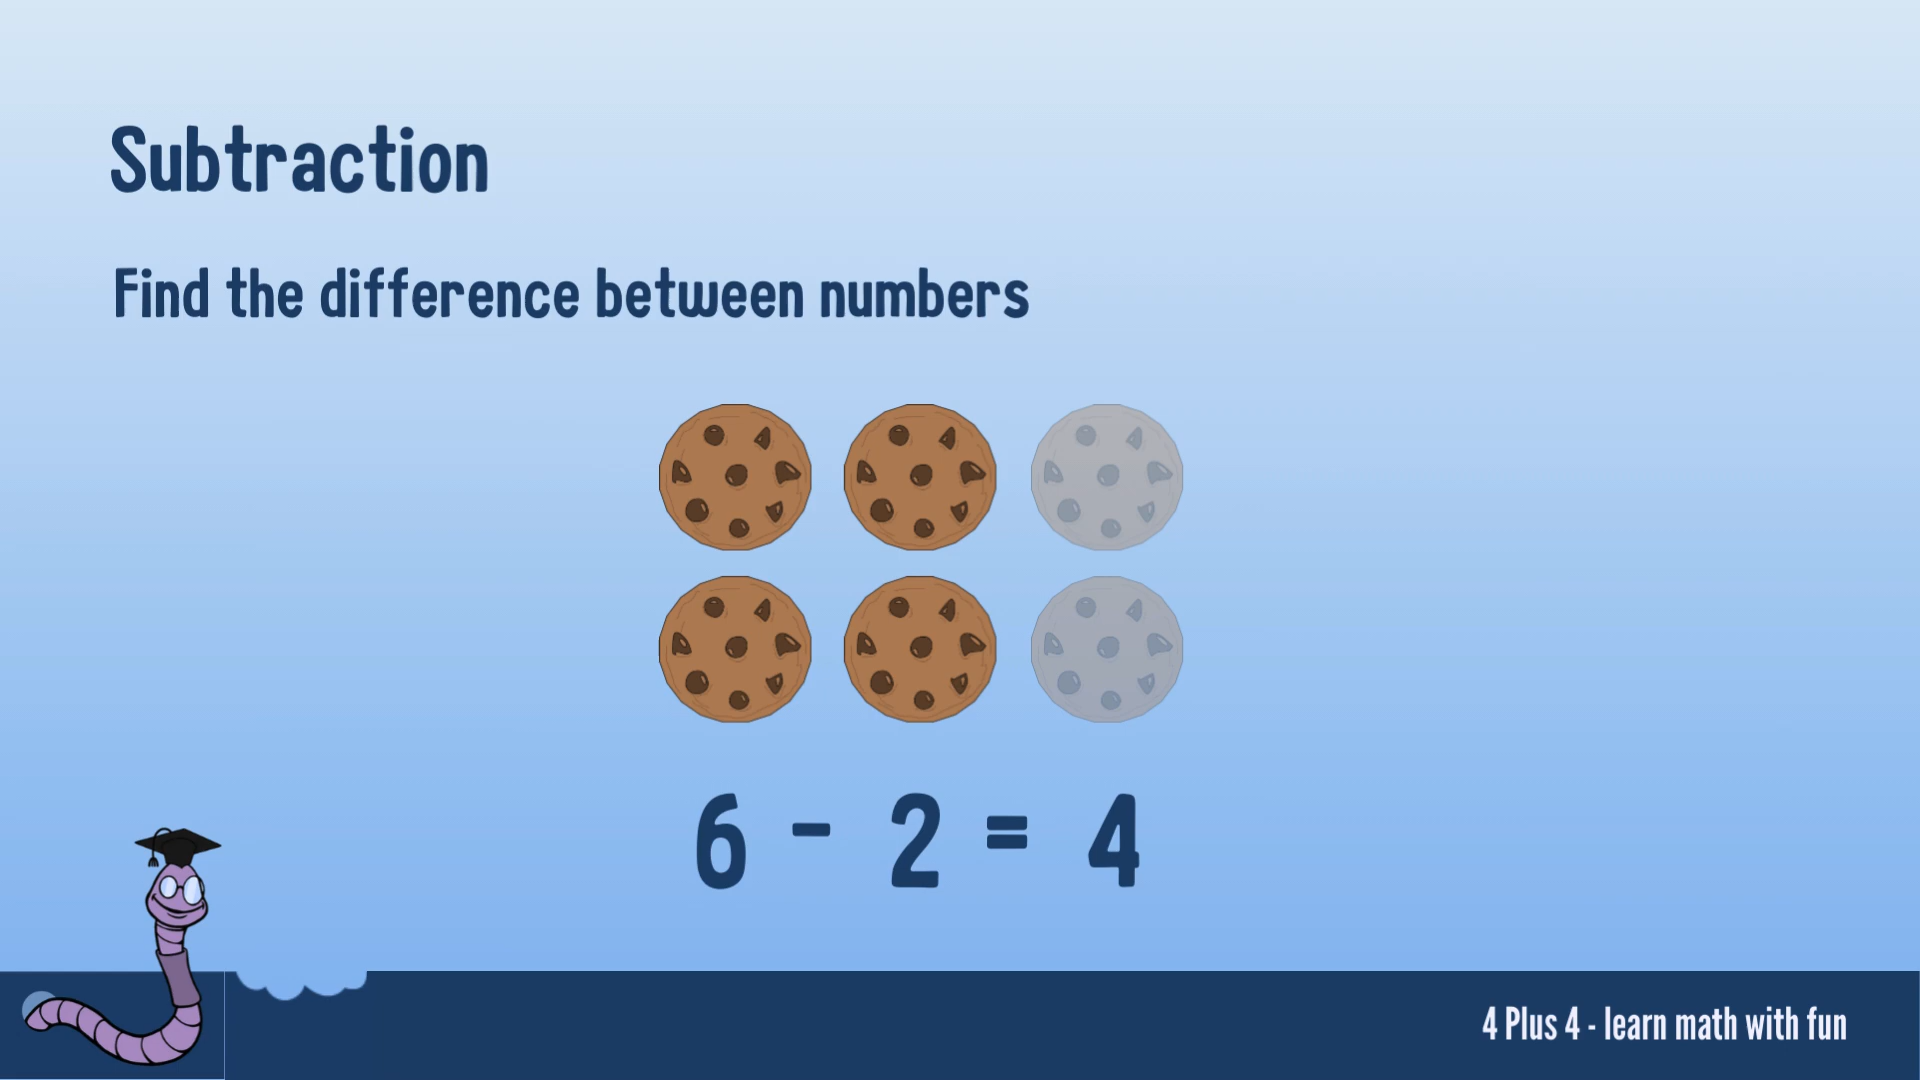 Subtraction
Find the difference between numbers
6 - 2 = 4
4 Plus 4 - learn math with fun